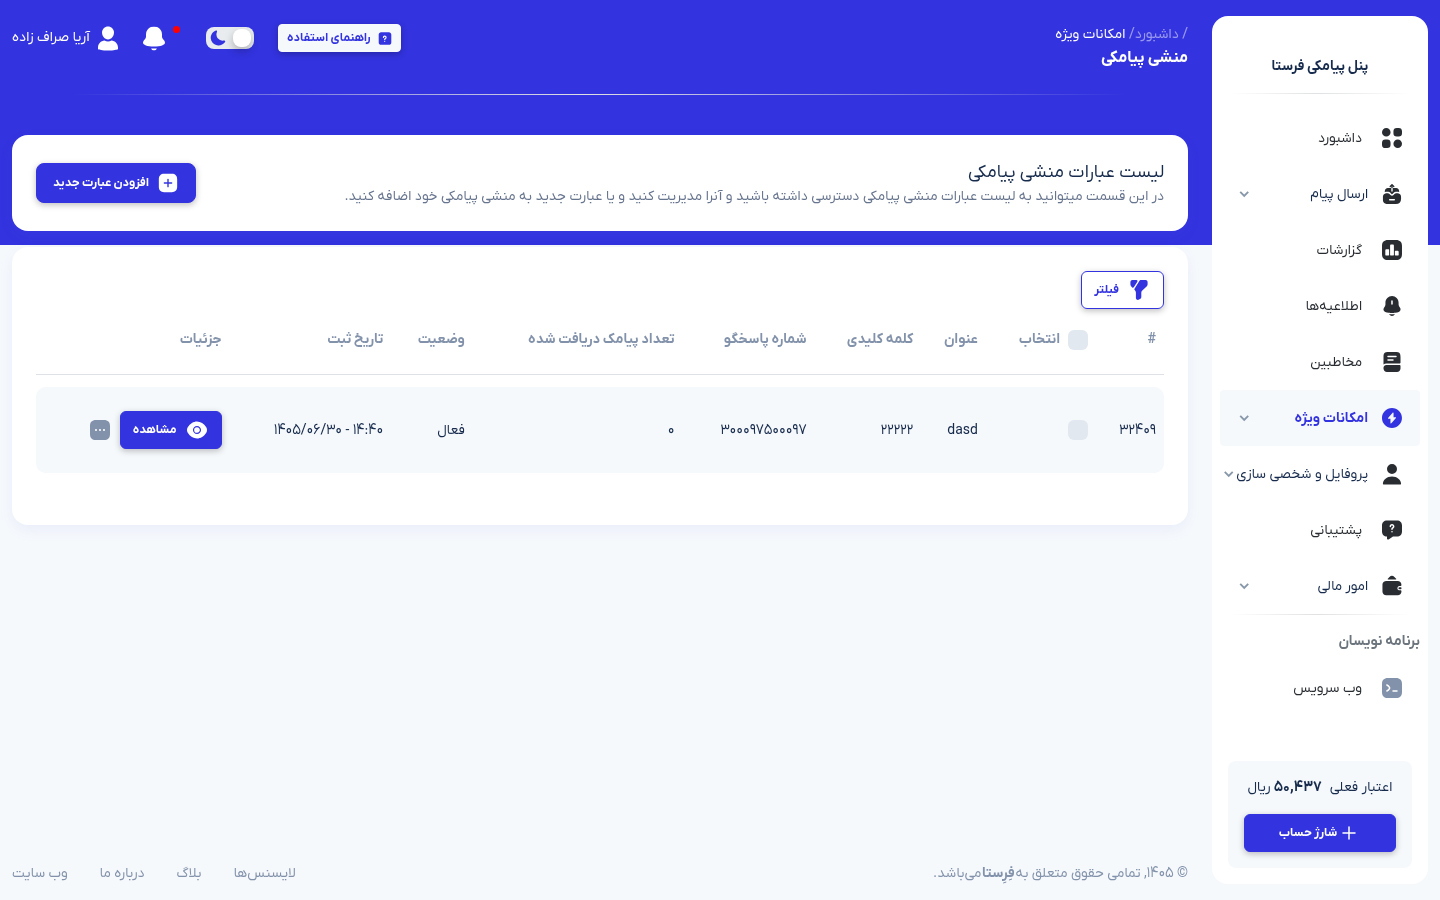 پنل پیامکی فرستا
داشبورد
ارسال پیام
گزارشات
اطلاعیه‌ها
مخاطبین
امکانات ویژه
پروفایل و شخصی سازی
پشتیبانی
امور مالی
برنامه نویسان
وب سرویس
اعتبار فعلی ۵۰,۴۳۷ ریال
شارژ حساب
/ داشبورد/ امکانات ویژه
منشی پیامکی
راهنمای استفاده
آریا صراف زاده
لیست عبارات منشی پیامکی
در این قسمت میتوانید به لیست عبارات منشی پیامکی دسترسی داشته باشید و آنرا مدیریت کنید و یا عبارت جدید به منشی پیامکی خود اضافه کنید.
افزودن عبارت جدید
فیلتر
# انتخاب عنوان کلمه کلیدی شماره پاسخگو تعداد پیامک دریافت شده وضعیت تاریخ ثبت جزئیات
۳۲۴۰۹ dasd ۲۲۲۲۲ ۳۰۰۰۹۷۵۰۰۰۹۷ ۰ فعال ۱۴۰۵/۰۶/۳۰ - ۱۴:۴۰ مشاهده
© ۱۴۰۵, تمامی حقوق متعلق به فِرِستا می‌باشد.
لایسنس‌ها بلاگ درباره ما وب سایت